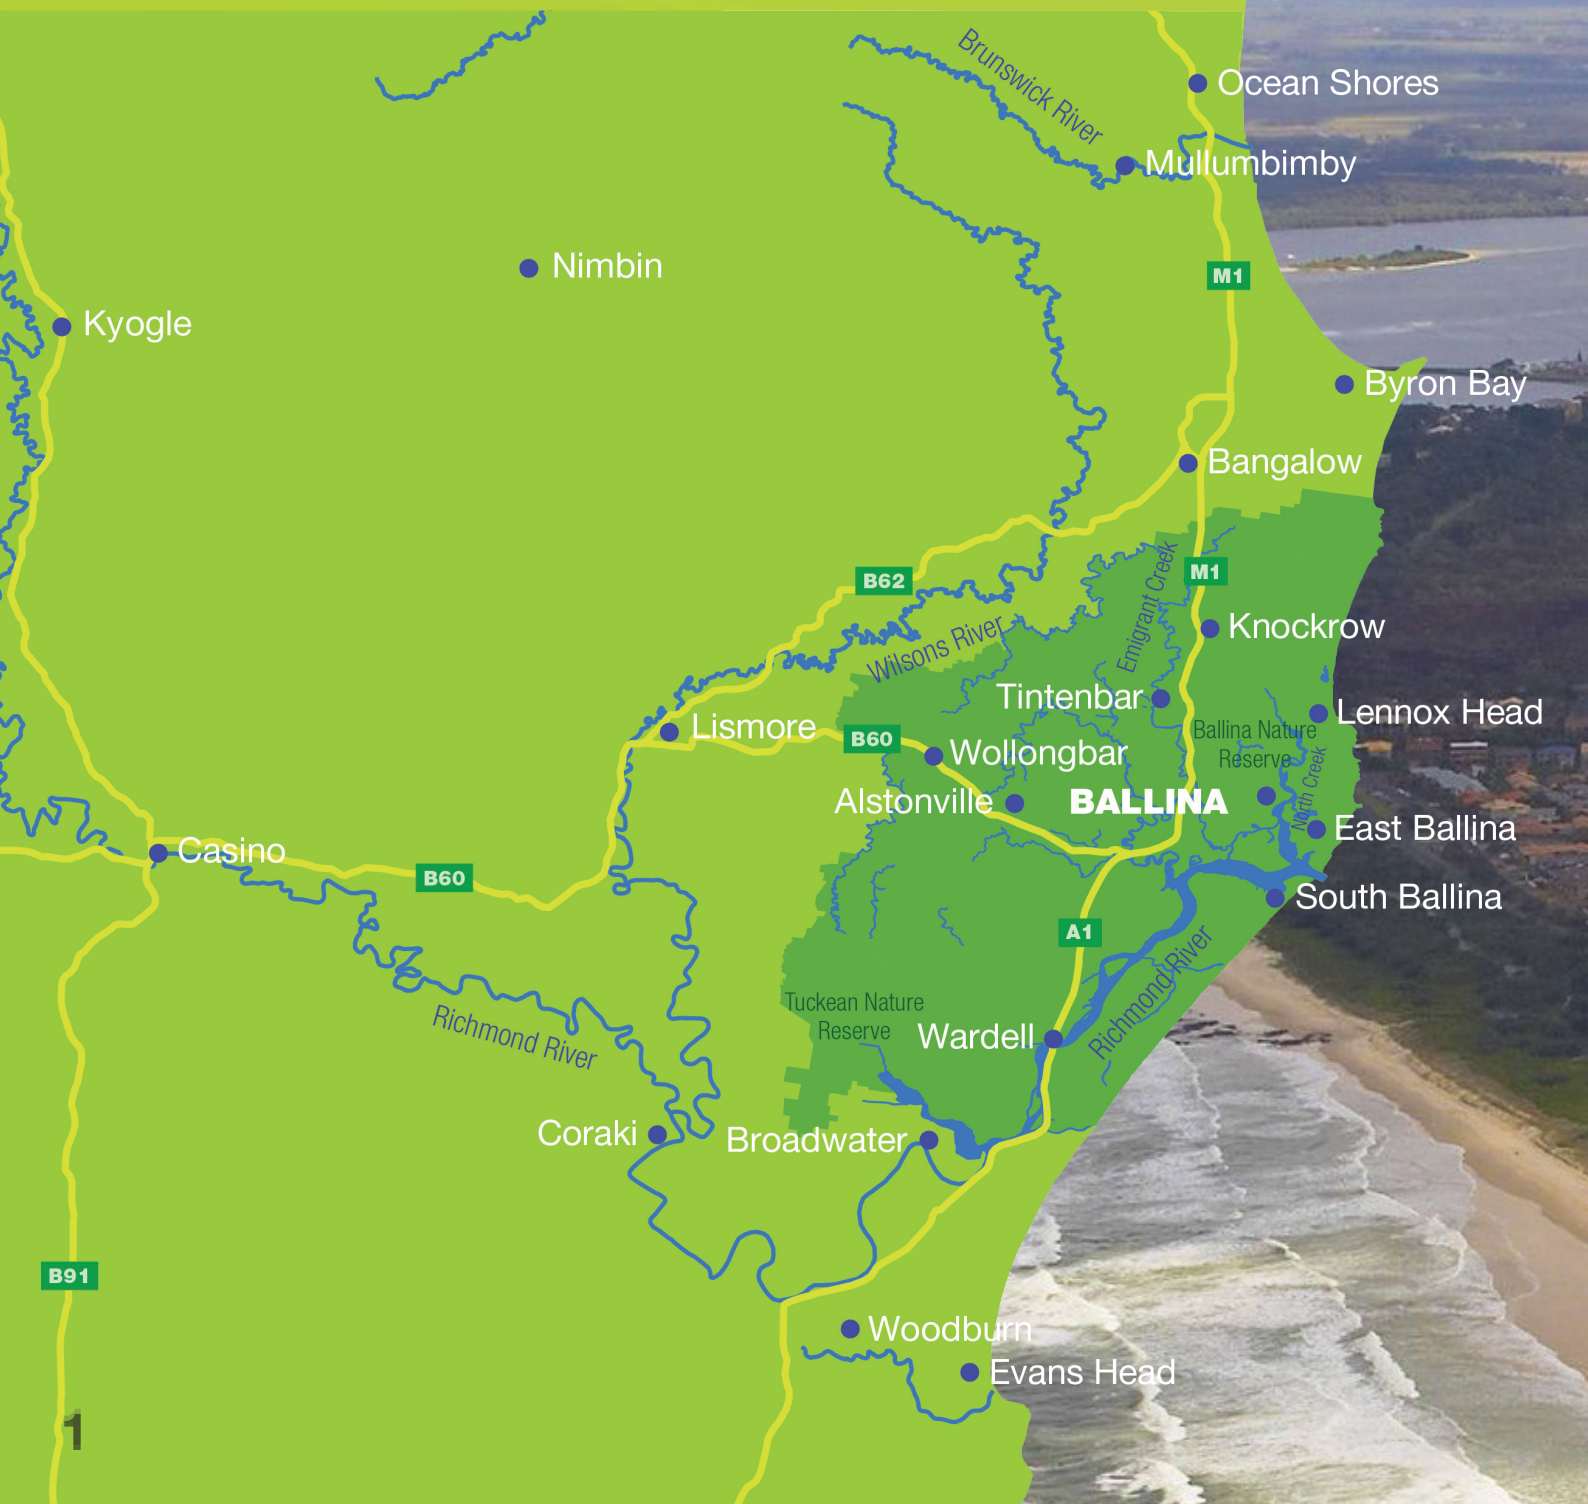 Brunswick River
Ocean Shores
Mullumbimby
Nimbin
M1
Kyogle
Byron Bay
Bangalow
B62
M1
Emigrant Creek
Knockrow
Wilsons River
Tintenbar
Lennox Head
Lismore
B60
Wollongbar
Ballina Nature
Reserve
North Creek
Alstonville
BALLINA
East Ballina
Casino
B60
South Ballina
A1
Richmond River
Tuckean Nature
Reserve
Wardell
Richmond River
Coraki
Broadwater
B91
Woodburn
Evans Head
1